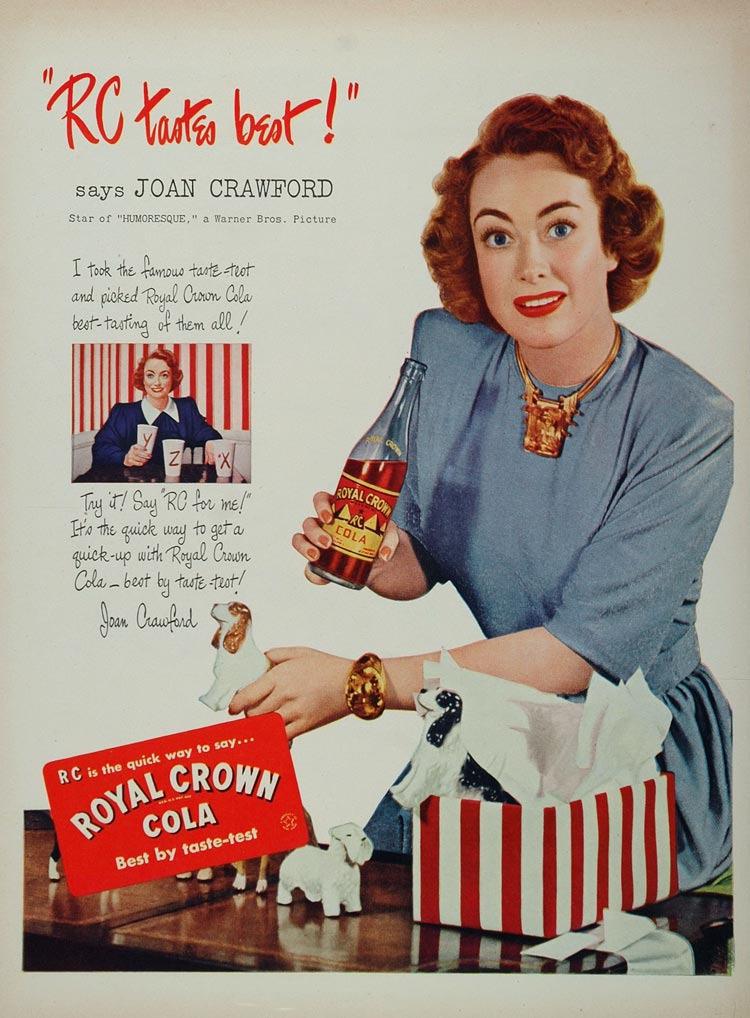 "RC tastes best!"
says JOAN CRAWFORD
Star of "HUMORESQUE," a Warner Bros. Picture
I took the famous taste-test
and picked Royal Crown Cola
best-tasting of them all!
Y Z X
Try it! Say "RC for me!"
It's the quick way to get a
quick-up with Royal Crown
Cola—best by taste-test!
Joan Crawford
ROYAL CROWN
ROYAL CROWN
RC
COLA
RC is the quick way to say...
ROYAL CROWN
COLA
Best by taste-test